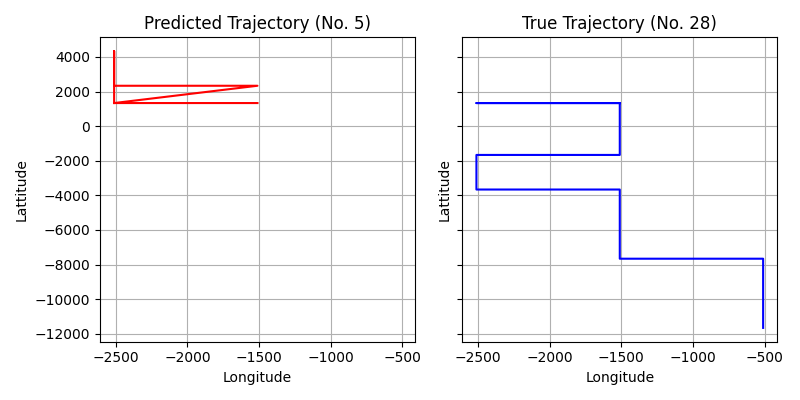 Predicted Trajectory (No. 5)
True Trajectory (No. 28)
4000
2000
0
−2000
−4000
−6000
−8000
−10000
−12000
Lattitude
Lattitude
−2500 −2000 −1500 −1000 −500
−2500 −2000 −1500 −1000 −500
Longitude
Longitude